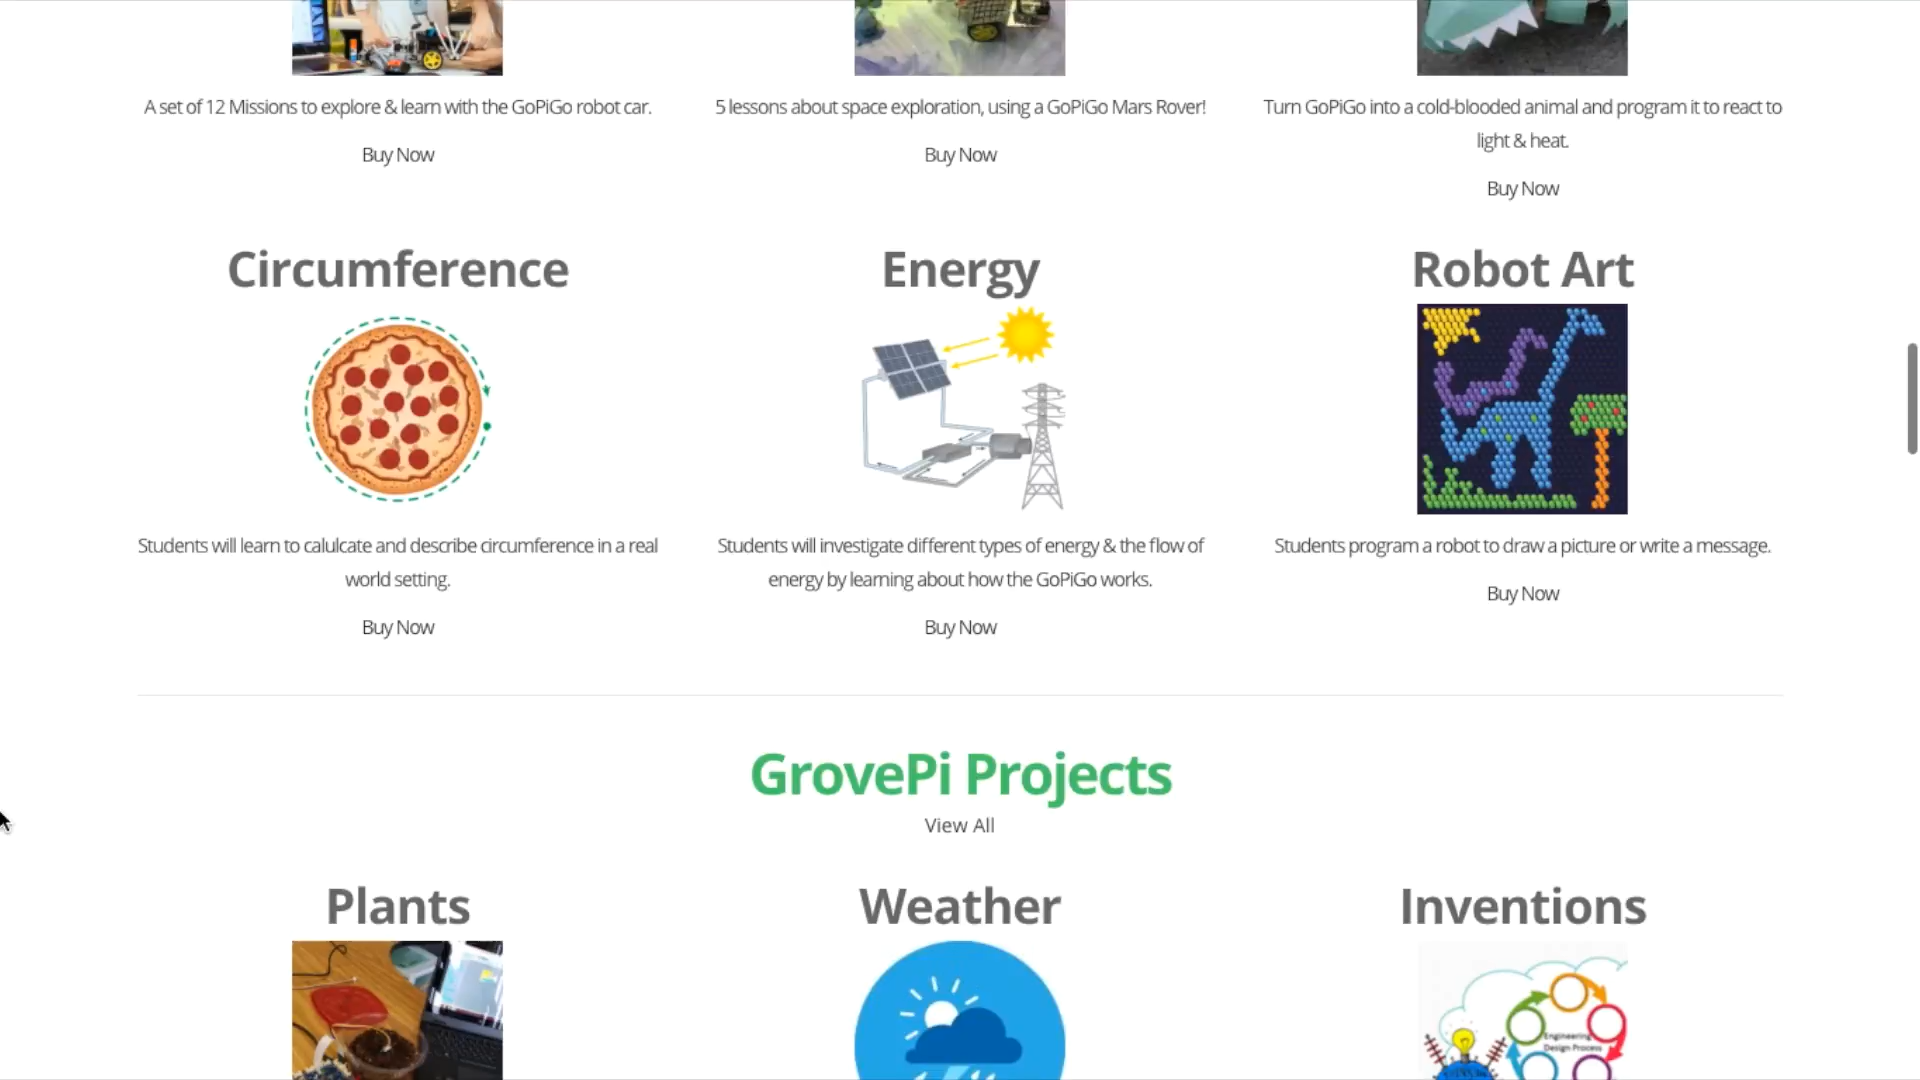 A set of 12 Missions to explore & learn with the GoPiGo robot car.
Buy Now
5 lessons about space exploration, using a GoPiGo Mars Rover!
Buy Now
Turn GoPiGo into a cold-blooded animal and program it to react to
light & heat.
Buy Now
Circumference
Students will learn to calulcate and describe circumference in a real
world setting.
Buy Now
Energy
Students will investigate different types of energy & the flow of
energy by learning about how the GoPiGo works.
Buy Now
Robot Art
Students program a robot to draw a picture or write a message.
Buy Now
GrovePi Projects
View All
Plants
Weather
Inventions
Engineering
Design Process